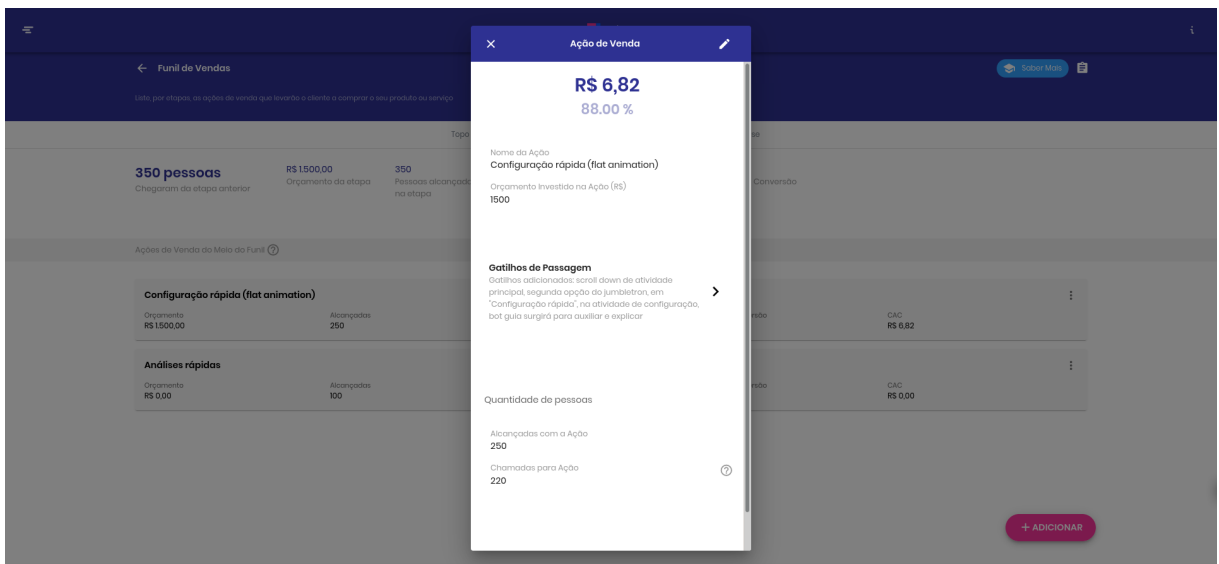 Ação de Venda
Funil de Vendas
Saber Mais
Liste, por etapas, as ações de venda que levarão o cliente a comprar o seu produto ou serviço
R$ 6,82
88.00 %
Topo
350 pessoas
Chegaram da etapa anterior
R$ 1.500,00
Orçamento da etapa
350
Pessoas alcançadas
na etapa
Conversão
Nome da Ação
Configuração rápida (flat animation)
Orçamento Investido na Ação (R$)
1500
Ações de Venda do Meio do Funil
Gatilhos de Passagem
Gatilhos adicionados: scroll down de atividade
principal, segunda opção do jumbletron, em
"Configuração rápida", na atividade de configuração,
bot guia surgirá para auxiliar e explicar
Configuração rápida (flat animation)
Orçamento
R$ 1.500,00
Alcançadas
250
CAC
R$ 6,82
Análises rápidas
Orçamento
R$ 0,00
Alcançadas
100
CAC
R$ 0,00
Quantidade de pessoas
Alcançadas com a Ação
250
Chamadas para Ação
220
+ ADICIONAR